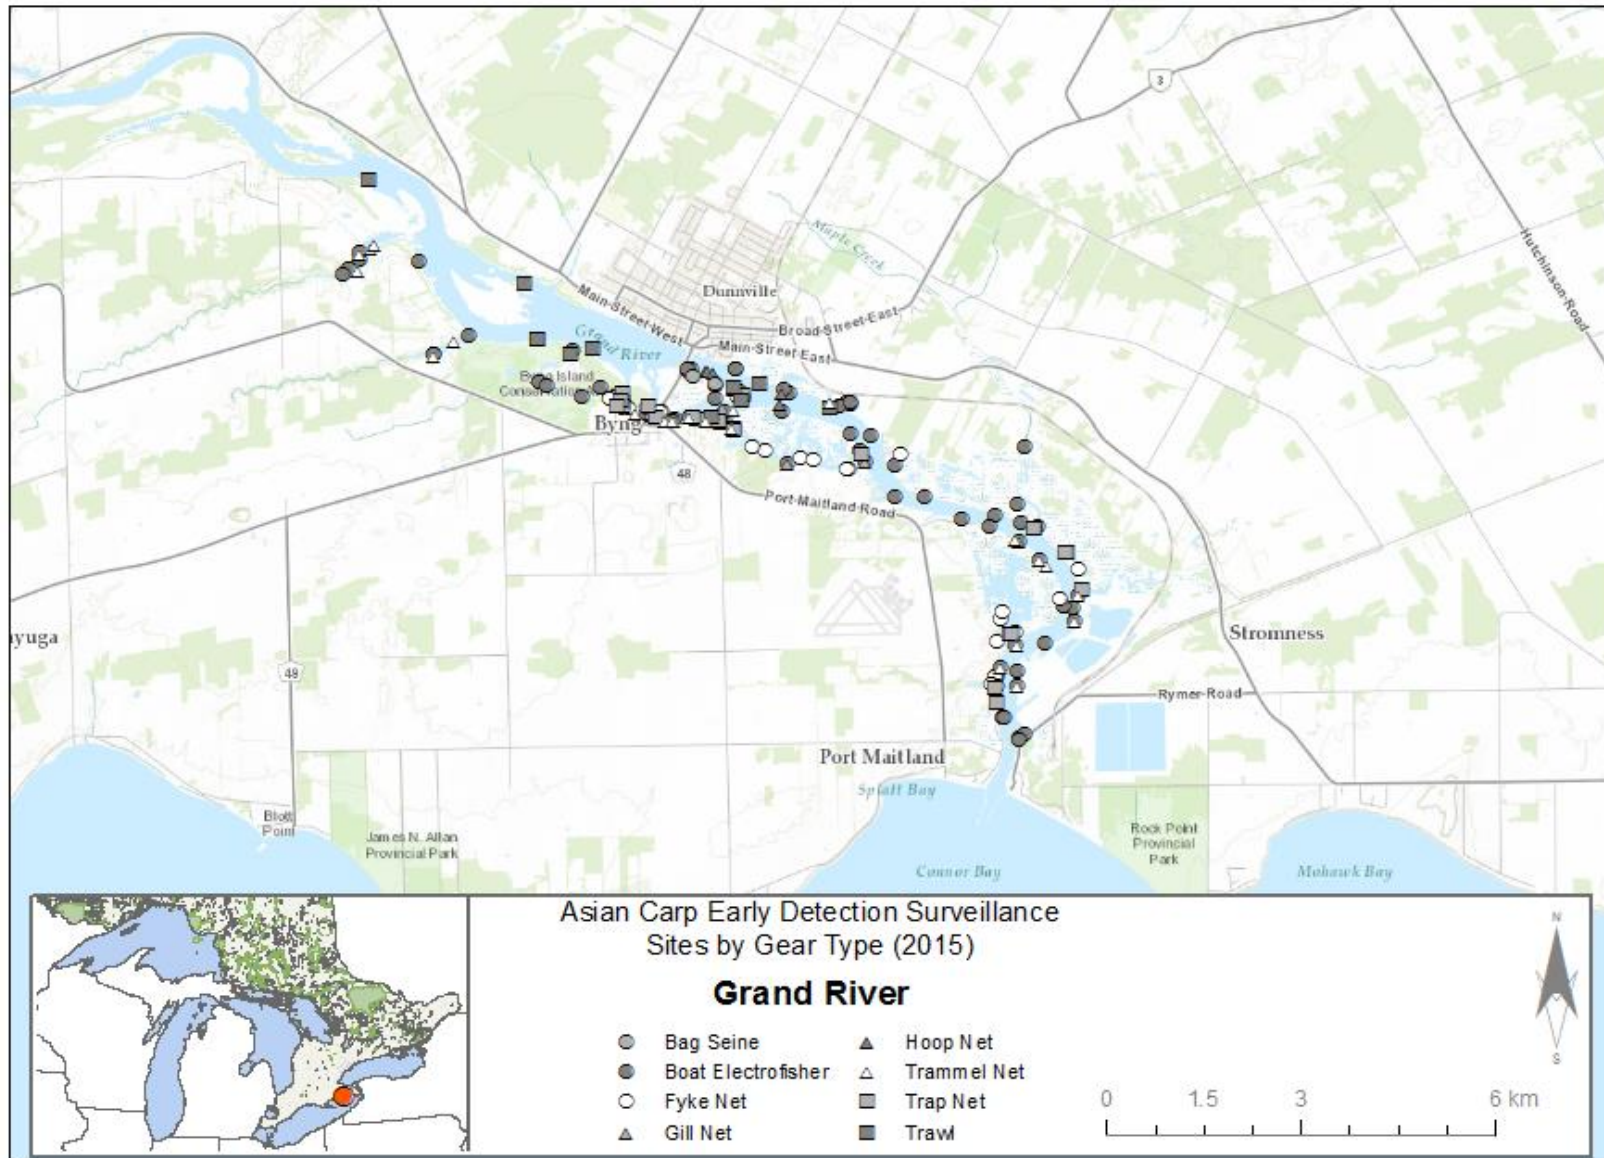 3
Maple Creek
Hutchinson Road
Dunnville
Main Street West
Broad Street East
Grand River
Main Street East
Byng Island
Byng
48
Port Maitland Road
ayuga
Stromness
49
Rymer Road
Port Maitland
Splatt Bay
Blott
Point
James N. Allan
Provincial Park
Rock Point
Provincial
Park
Connor Bay
Mohawk Bay
Asian Carp Early Detection Surveillance
Sites by Gear Type (2015)
Grand River
N
S
Bag Seine
Boat Electrofisher
Fyke Net
Gill Net
Hoop Net
Trammel Net
Trap Net
Trawl
0 1.5 3 6 km